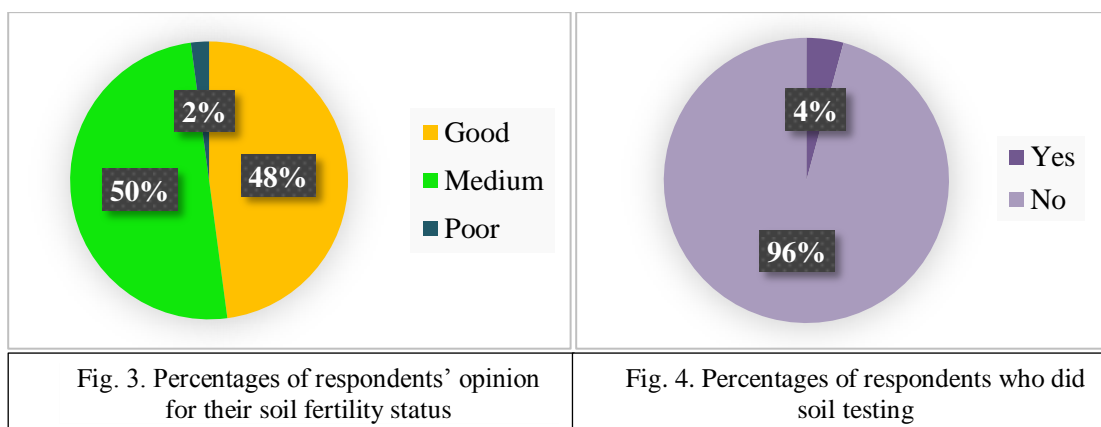 2%
48%
50%
Good
Medium
Poor
Fig. 3. Percentages of respondents’ opinion
for their soil fertility status
4%
96%
Yes
No
Fig. 4. Percentages of respondents who did
soil testing